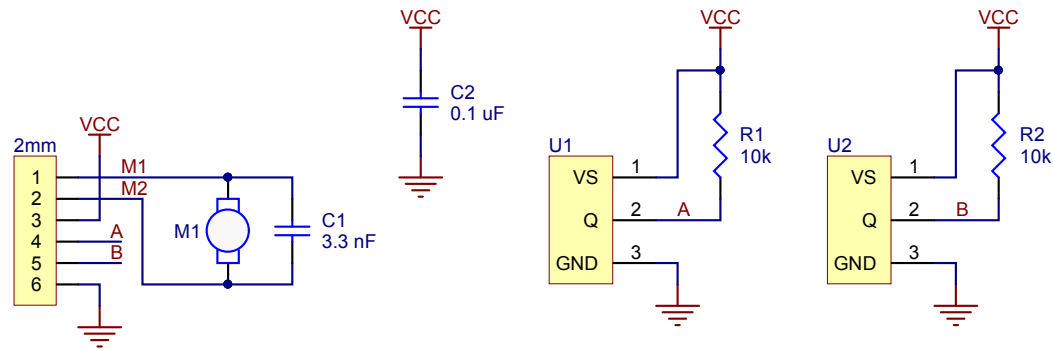 2mm
VCC
1
2
3
4
5
6
M1
M2
A
B
M1
C1
3.3 nF
VCC
C2
0.1 uF
VCC
U1
VS
Q
GND
1
2
3
A
R1
10k
VCC
U2
VS
Q
GND
1
2
3
B
R2
10k